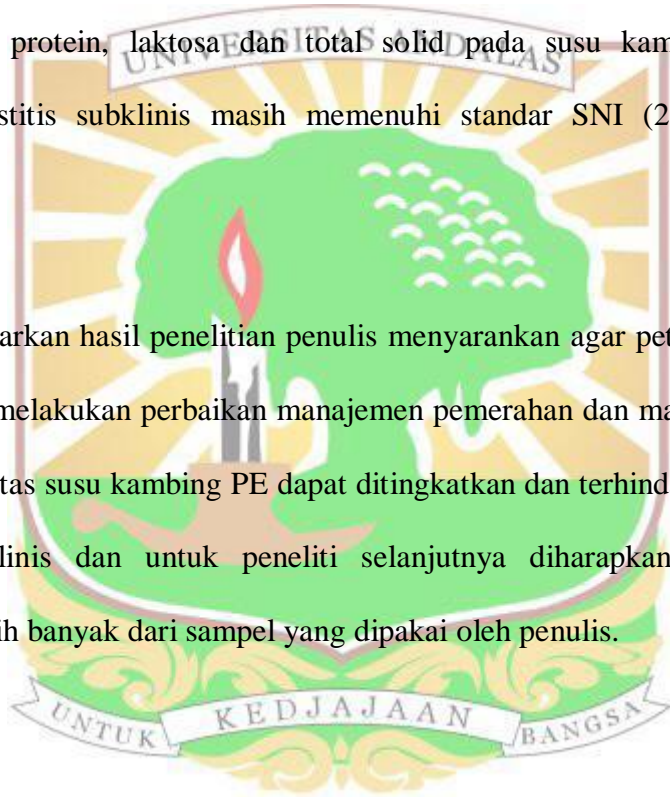 UNIVERSITAS ANDALAS
protein, laktosa dan total solid pada susu kam
stitis subklinis masih memenuhi standar SNI (2
arkan hasil penelitian penulis menyarankan agar pet
melakukan perbaikan manajemen pemerahan dan ma
tas susu kambing PE dapat ditingkatkan dan terhind
linis dan untuk peneliti selanjutnya diharapkan
ih banyak dari sampel yang dipakai oleh penulis.
UNTUK KEDJAJAAN BANGSA